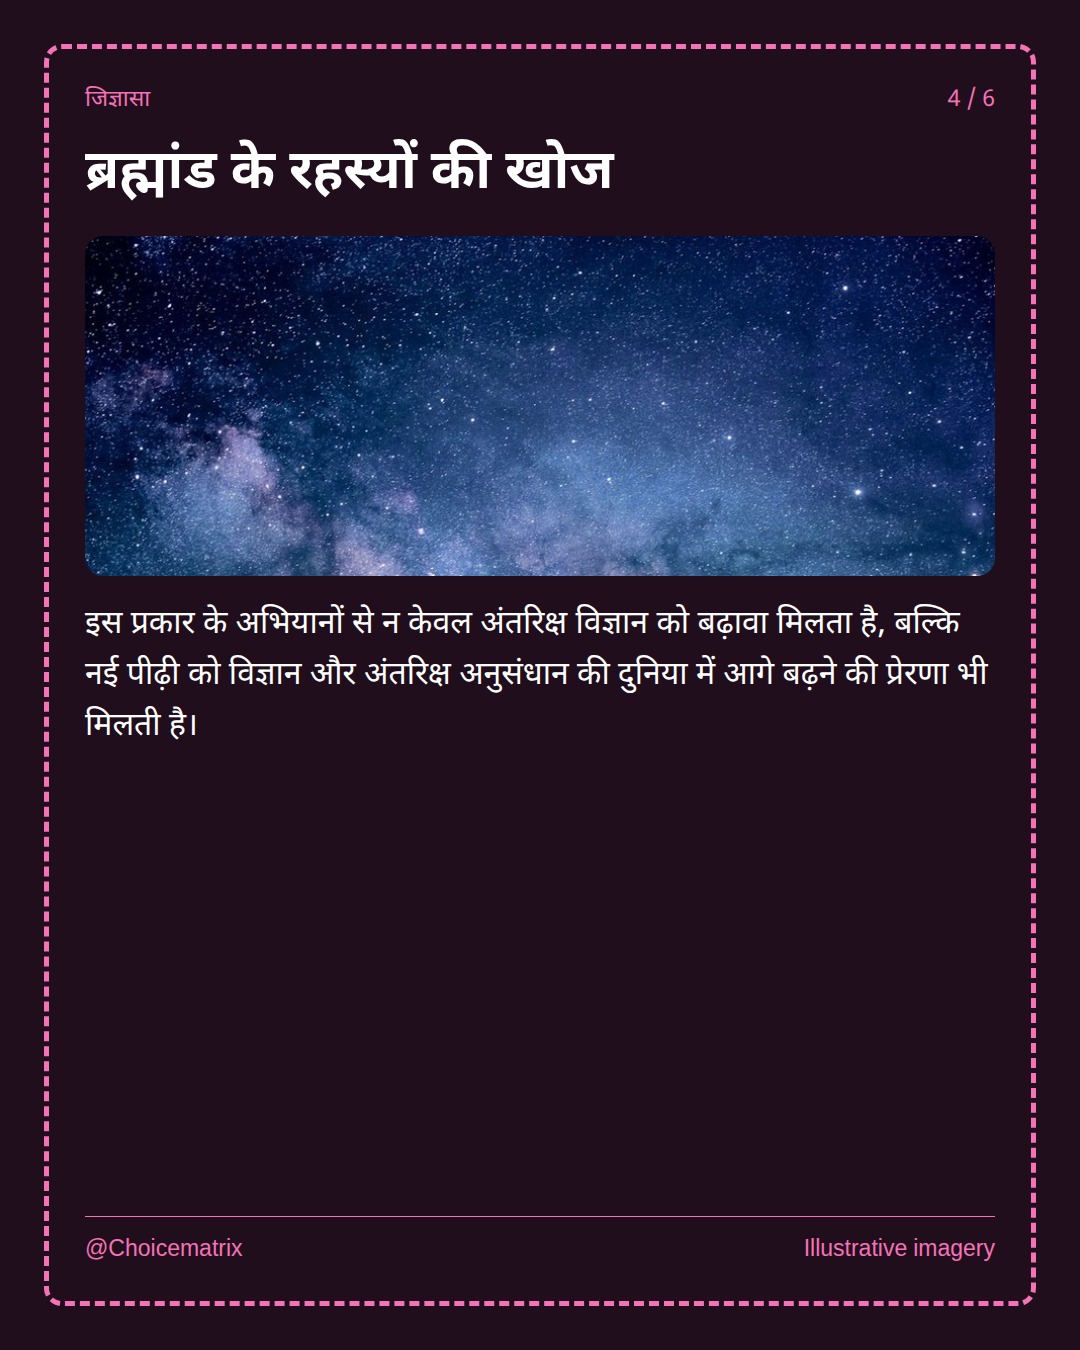 जिज्ञासा
4 / 6
ब्रह्मांड के रहस्यों की खोज
इस प्रकार के अभियानों से न केवल अंतरिक्ष विज्ञान को बढ़ावा मिलता है, बल्कि
नई पीढ़ी को विज्ञान और अंतरिक्ष अनुसंधान की दुनिया में आगे बढ़ने की प्रेरणा भी
मिलती है।
@Choicematrix
Illustrative imagery